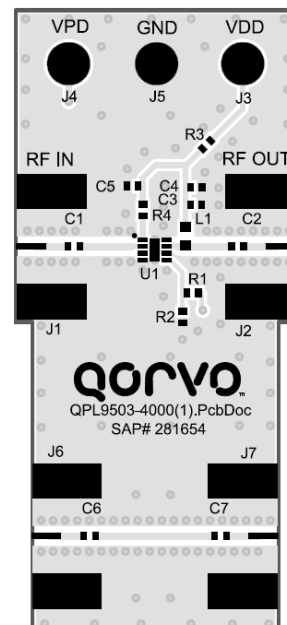 VPD GND VDD
J4 J5 J3
R3
RF IN RF OUT
C5 C4
C3
R4 L1
C1 C2
U1
R1
R2
J1 J2
QORVO
™
QPL9503-4000(1).PcbDoc
SAP# 281654
J6 J7
C6 C7